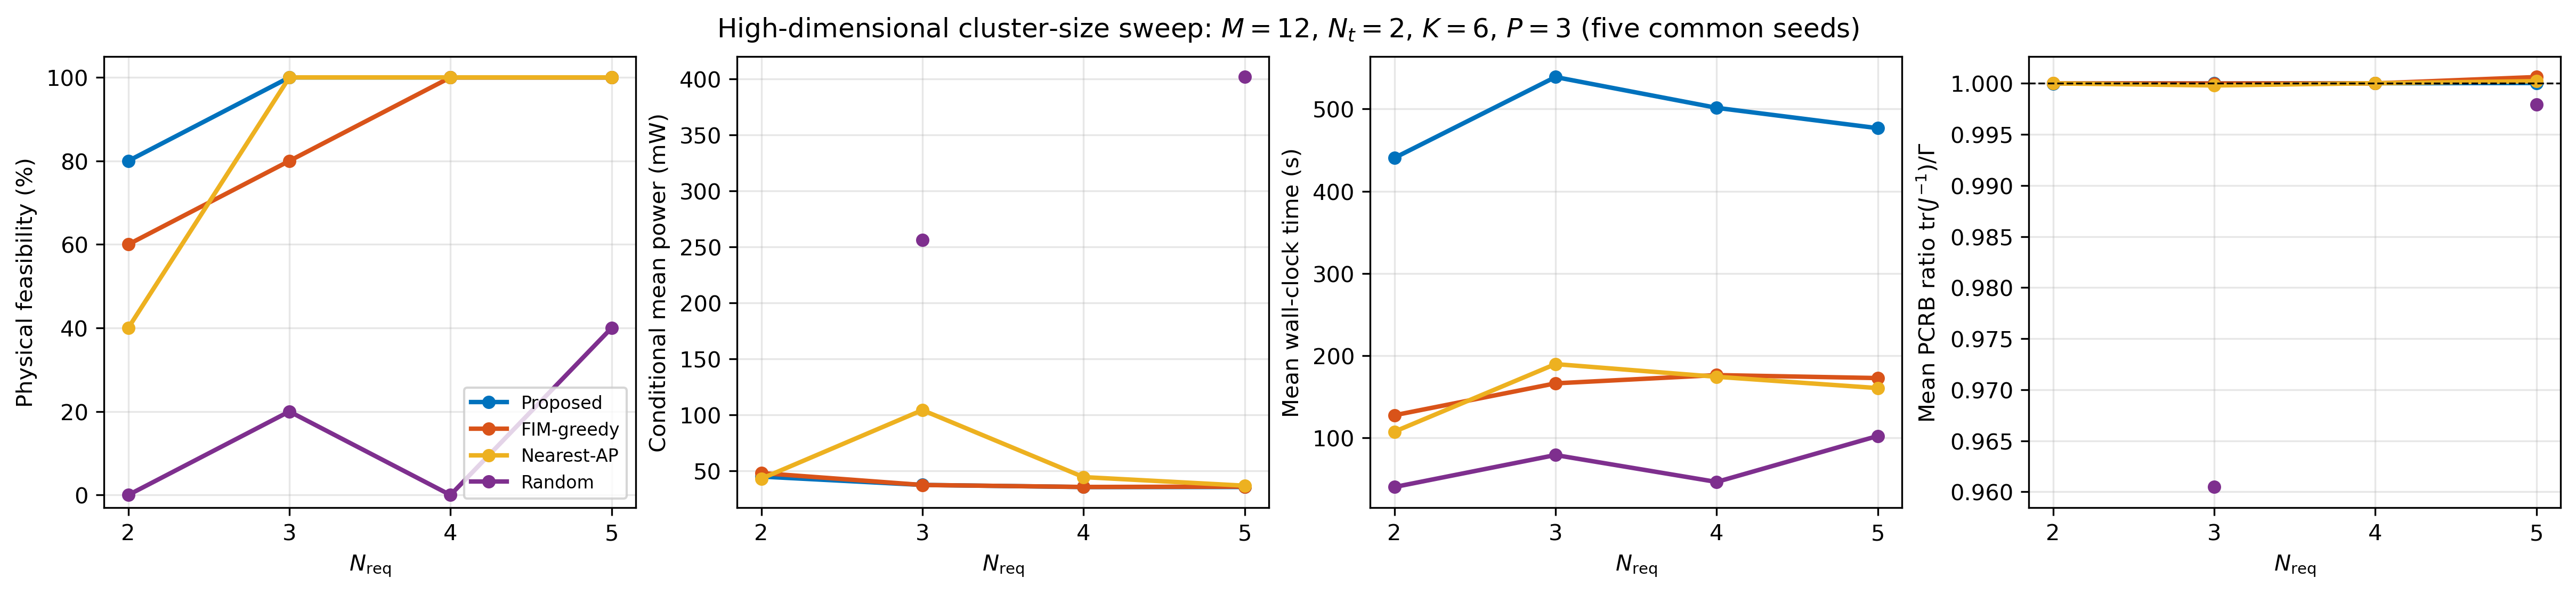 High-dimensional cluster-size sweep: M = 12, N_t = 2, K = 6, P = 3 (five common seeds)
Physical feasibility (%)
100
80
60
40
20
0
2 3 4 5
N_req
Proposed
FIM-greedy
Nearest-AP
Random
Conditional mean power (mW)
400
350
300
250
200
150
100
50
2 3 4 5
N_req
Mean wall-clock time (s)
500
400
300
200
100
2 3 4 5
N_req
Mean PCRB ratio tr(J⁻¹)/Γ
1.000
0.995
0.990
0.985
0.980
0.975
0.970
0.965
0.960
2 3 4 5
N_req